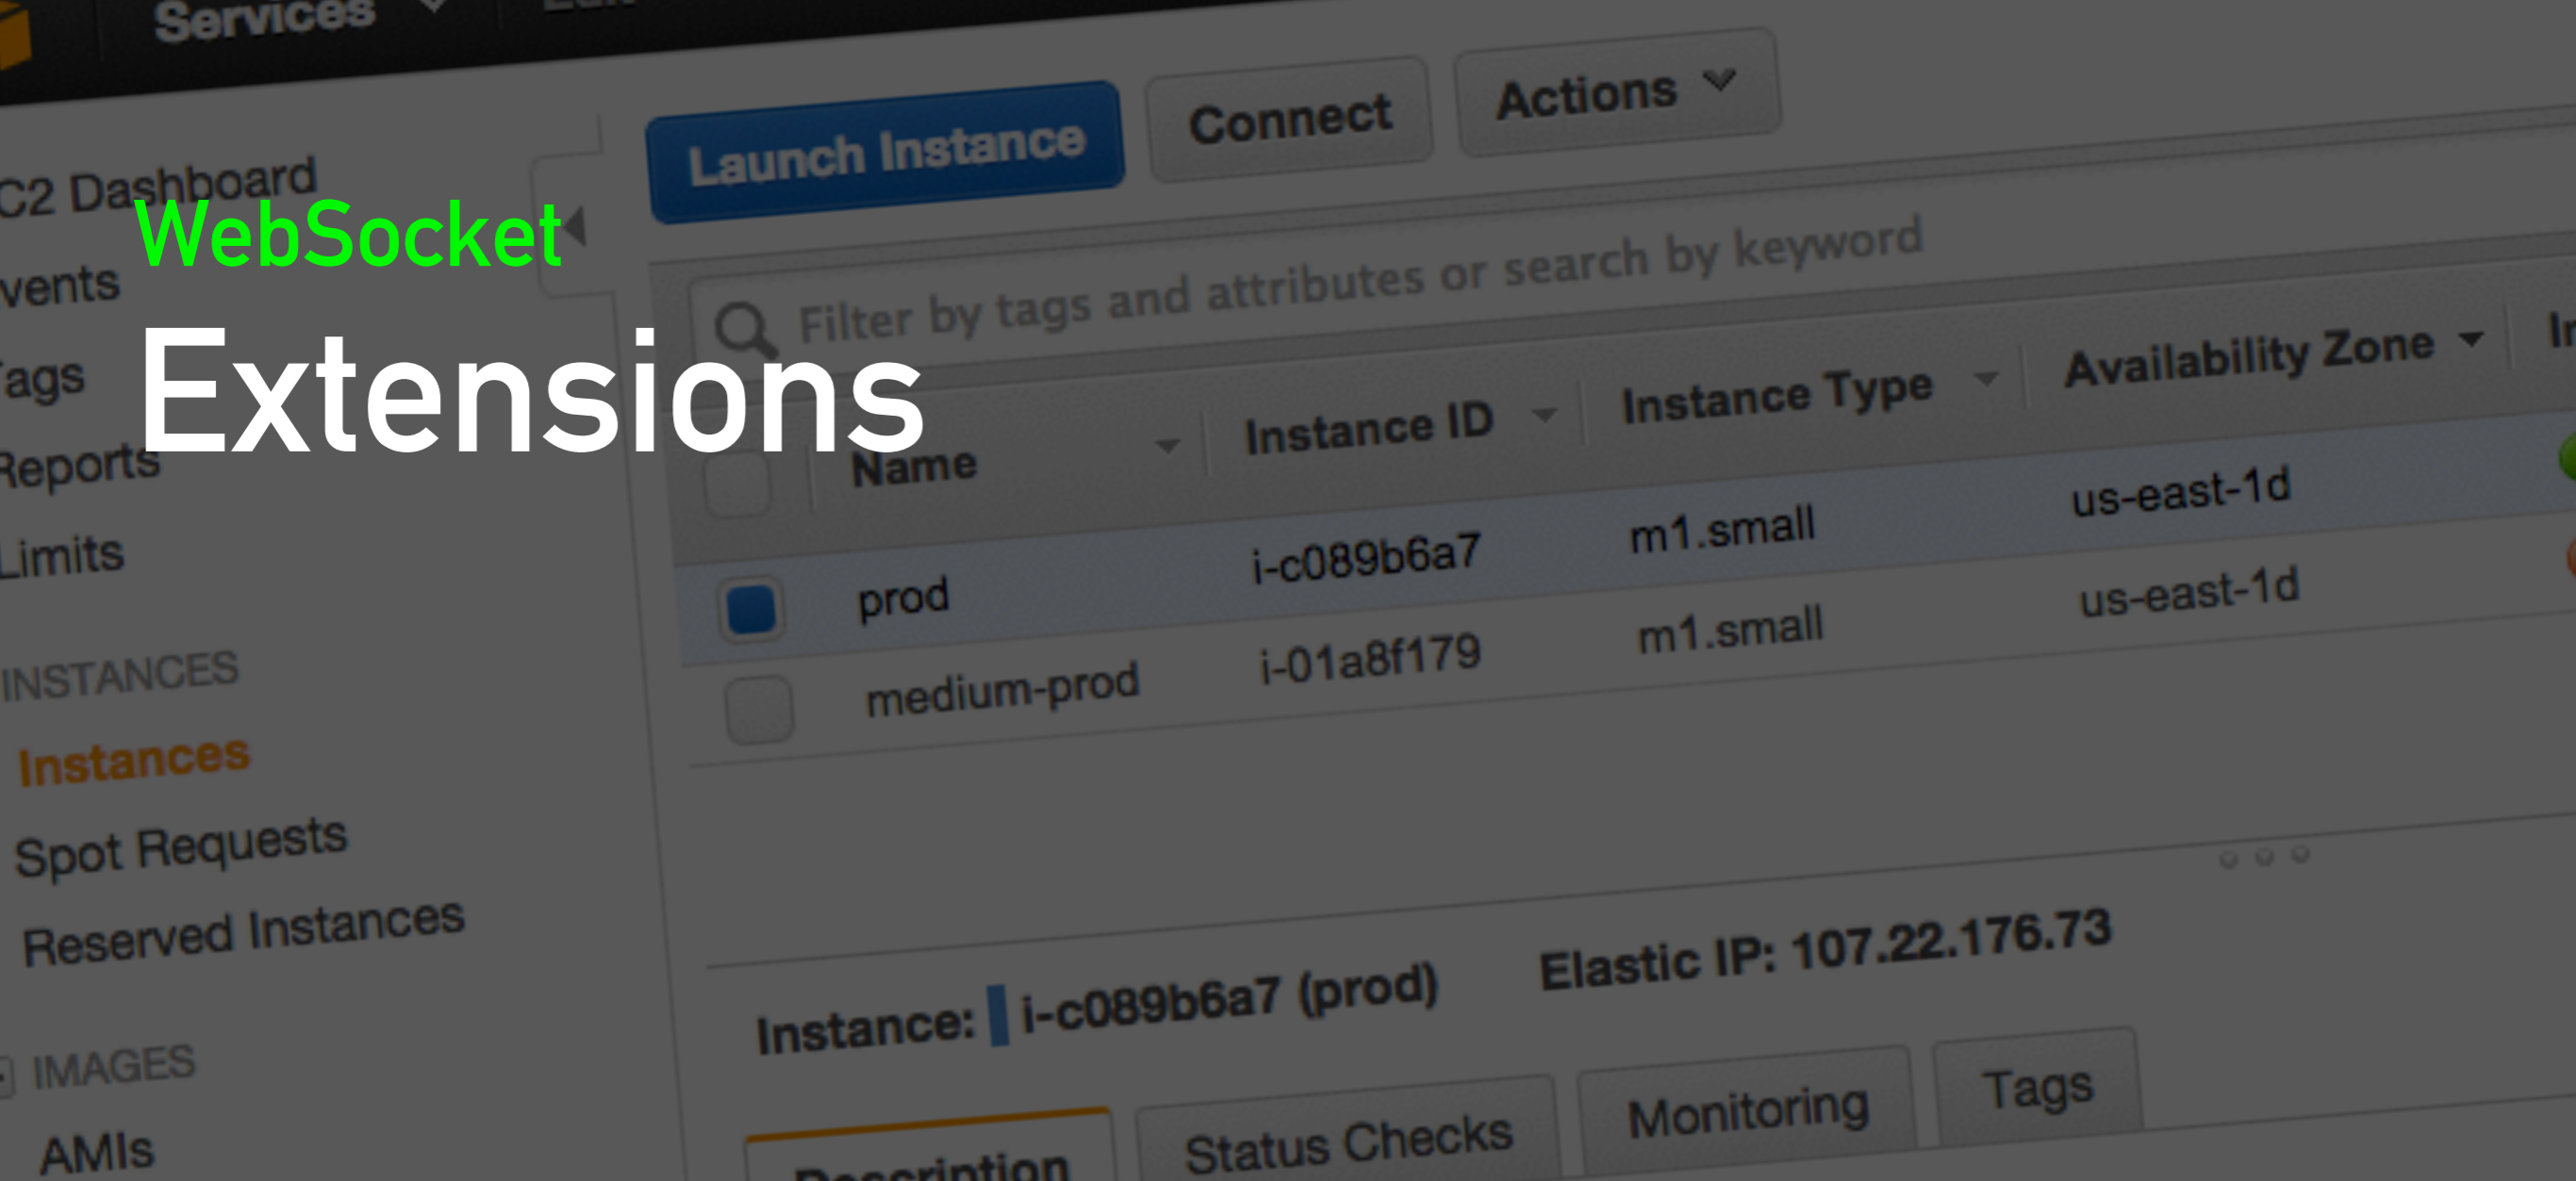 Services
WebSocket
Extensions
C2 Dashboard
vents
ags
Reports
Limits
INSTANCES
Instances
Spot Requests
Reserved Instances
IMAGES
AMIs
Launch Instance
Connect
Actions
Filter by tags and attributes or search by keyword
Name Instance ID Instance Type Availability Zone In
prod i-c089b6a7 m1.small us-east-1d
medium-prod i-01a8f179 m1.small us-east-1d
Instance: i-c089b6a7 (prod) Elastic IP: 107.22.176.73
Description Status Checks Monitoring Tags